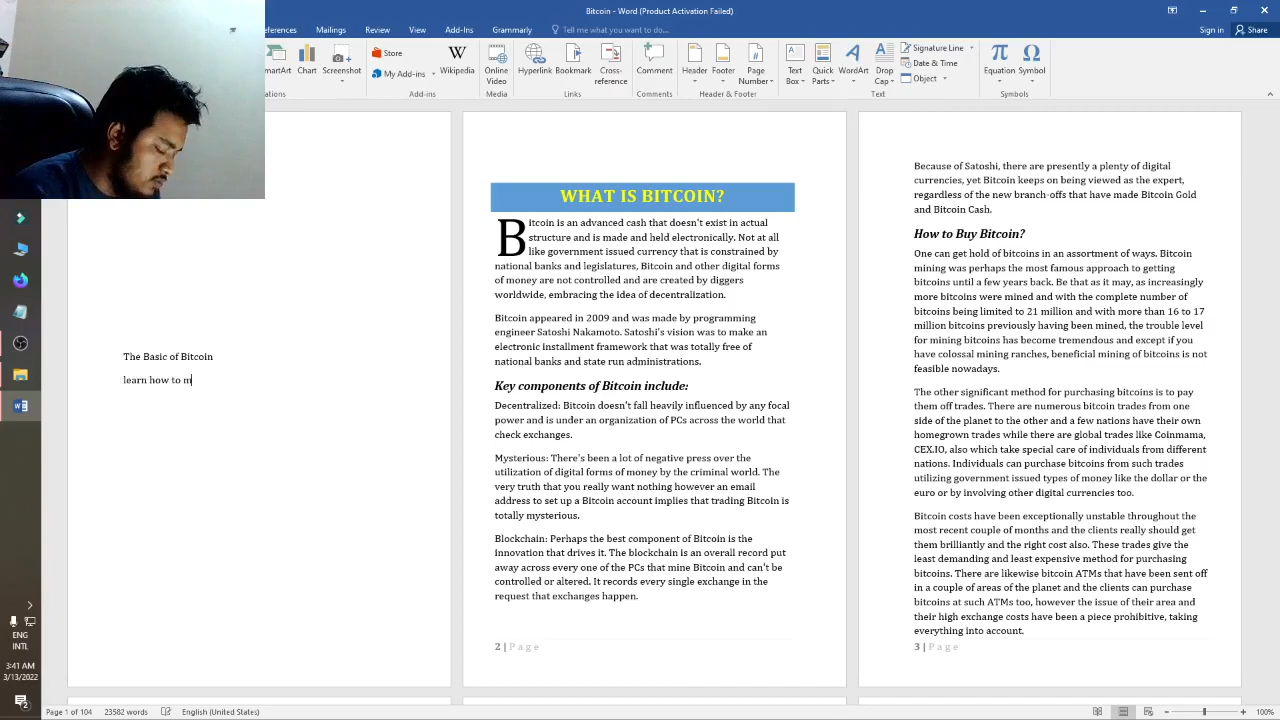 Bitcoin - Word (Product Activation Failed)
Mailings Review View Add-ins Grammarly Tell me what you want to do... Sign in Share
Chart Screenshot Store My Add-ins Wikipedia Online Video Hyperlink Bookmark Cross-reference Comment Header Footer Page Number Text Box Quick Parts WordArt Drop Cap Signature Line Date & Time Object Equation Symbol
Add-ins Media Links Comments Header & Footer Text Symbols
The Basic of Bitcoin
learn how to m
WHAT IS BITCOIN?
Bitcoin is an advanced cash that doesn't exist in actual
structure and is made and held electronically. Not at all
like government issued currency that is constrained by
national banks and legislatures, Bitcoin and other digital forms
of money are not controlled and are created by diggers
worldwide, embracing the idea of decentralization.
Bitcoin appeared in 2009 and was made by programming
engineer Satoshi Nakamoto. Satoshi's vision was to make an
electronic installment framework that was totally free of
national banks and state run administrations.
Key components of Bitcoin include:
Decentralized: Bitcoin doesn't fall heavily influenced by any focal
power and is under an organization of PCs across the world that
check exchanges.
Mysterious: There's been a lot of negative press over the
utilization of digital forms of money by the criminal world. The
very truth that you really want nothing however an email
address to set up a Bitcoin account implies that trading Bitcoin is
totally mysterious.
Blockchain: Perhaps the best component of Bitcoin is the
innovation that drives it. The blockchain is an overall record put
away across every one of the PCs that mine Bitcoin and can't be
controlled or altered. It records every single exchange in the
request that exchanges happen.
2 | Page
Because of Satoshi, there are presently a plenty of digital
currencies, yet Bitcoin keeps on being viewed as the expert,
regardless of the new branch-offs that have made Bitcoin Gold
and Bitcoin Cash.
How to Buy Bitcoin?
One can get hold of bitcoins in an assortment of ways. Bitcoin
mining was perhaps the most famous approach to getting
bitcoins until a few years back. Be that as it may, as increasingly
more bitcoins were mined and with the complete number of
bitcoins being limited to 21 million and with more than 16 to 17
million bitcoins previously having been mined, the trouble level
for mining bitcoins has become tremendous and except if you
have colossal mining ranches, beneficial mining of bitcoins is not
feasible nowadays.
The other significant method for purchasing bitcoins is to pay
them off trades. There are numerous bitcoin trades from one
side of the planet to the other and a few nations have their own
homegrown trades while there are global trades like Coinmama,
CEX.IO, also which take special care of individuals from different
nations. Individuals can purchase bitcoins from such trades
utilizing government issued types of money like the dollar or the
euro or by involving other digital currencies too.
Bitcoin costs have been exceptionally unstable throughout the
most recent couple of months and the clients really should get
them brilliantly and the right cost also. These trades give the
least demanding and least expensive method for purchasing
bitcoins. There are likewise bitcoin ATMs that have been sent off
in a couple of areas of the planet and the clients can purchase
bitcoins at such ATMs too, however the issue of their area and
their high exchange costs have been a piece prohibitive, taking
everything into account.
3 | Page
ENG
INTL
3:41 AM
3/13/2022
2
Page 1 of 104 23582 words English (United States) 100%